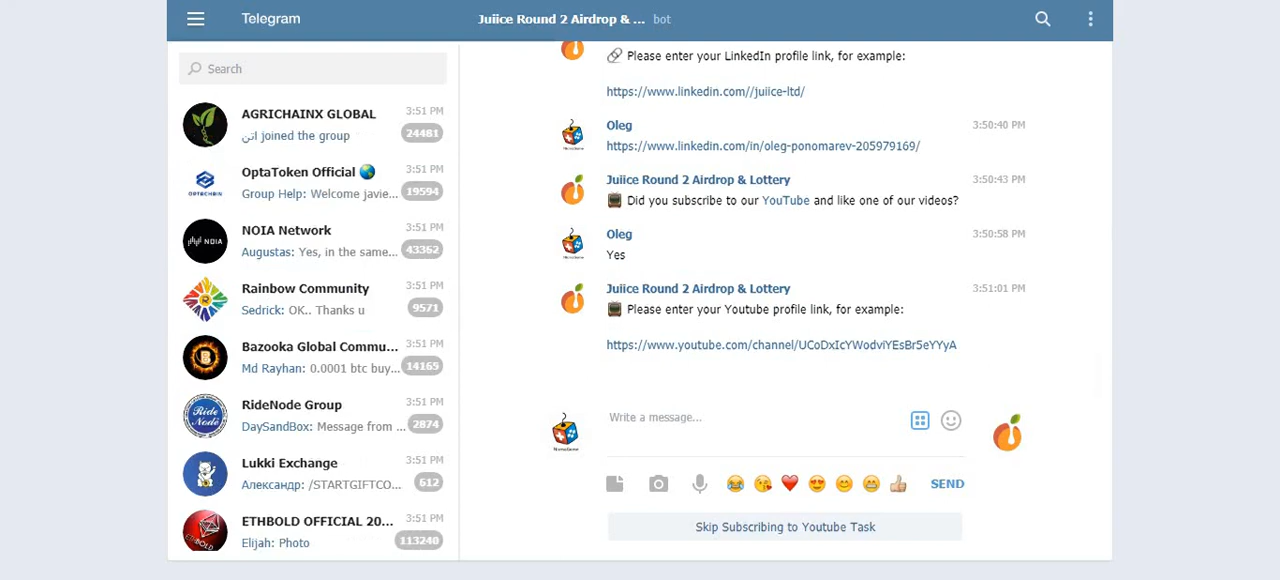 Telegram
Juiice Round 2 Airdrop & ... bot
Search
AGRICHAINX GLOBAL 3:51 PM
اتن joined the group 24481
OptaToken Official 3:51 PM
Group Help: Welcome javie... 19594
NOIA Network 3:51 PM
Augustas: Yes, in the same... 43362
Rainbow Community 3:51 PM
Sedrick: OK.. Thanks u 9571
Bazooka Global Commu... 3:51 PM
Md Rayhan: 0.0001 btc buy... 14165
RideNode Group 3:51 PM
DaySandBox: Message from ... 2874
Lukki Exchange 3:51 PM
Александр: /STARTGIFTCO... 612
ETHBOLD OFFICIAL 20... 3:51 PM
Elijah: Photo 113240
Please enter your LinkedIn profile link, for example:
https://www.linkedin.com//juiice-ltd/
Oleg 3:50:40 PM
https://www.linkedin.com/in/oleg-ponomarev-205979169/
Juiice Round 2 Airdrop & Lottery 3:50:43 PM
Did you subscribe to our YouTube and like one of our videos?
Oleg 3:50:58 PM
Yes
Juiice Round 2 Airdrop & Lottery 3:51:01 PM
Please enter your Youtube profile link, for example:
https://www.youtube.com/channel/UCoDxIcYWodviYEsBr5eYYyA
Write a message...
SEND
Skip Subscribing to Youtube Task